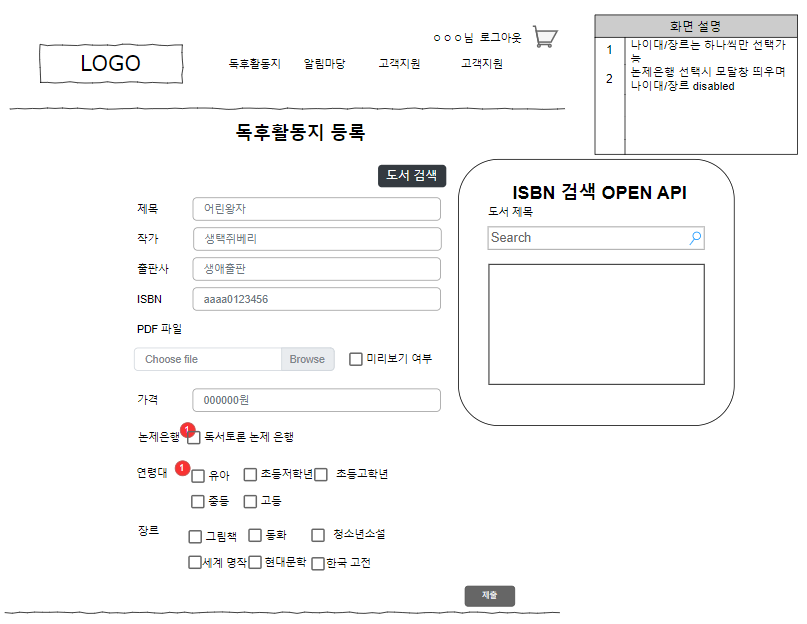 ㅇㅇㅇ님 로그아웃
LOGO
독후활동지 알림마당 고객지원 고객지원
화면 설명
1 나이대/장르는 하나씩만 선택가능
2 논제은행 선택시 모달창 띄우며
나이대/장르 disabled
독후활동지 등록
도서 검색
제목 어린왕자
작가 생택쥐베리
출판사 생애출판
ISBN aaaa0123456
PDF 파일
Choose file Browse 미리보기 여부
가격 000000원
논제은행 1 독서토론 논제 은행
연령대 1 유아 초등저학년 초등고학년
중등 고등
장르 그림책 동화 청소년소설
세계 명작 현대문학 한국 고전
제출
ISBN 검색 OPEN API
도서 제목
Search